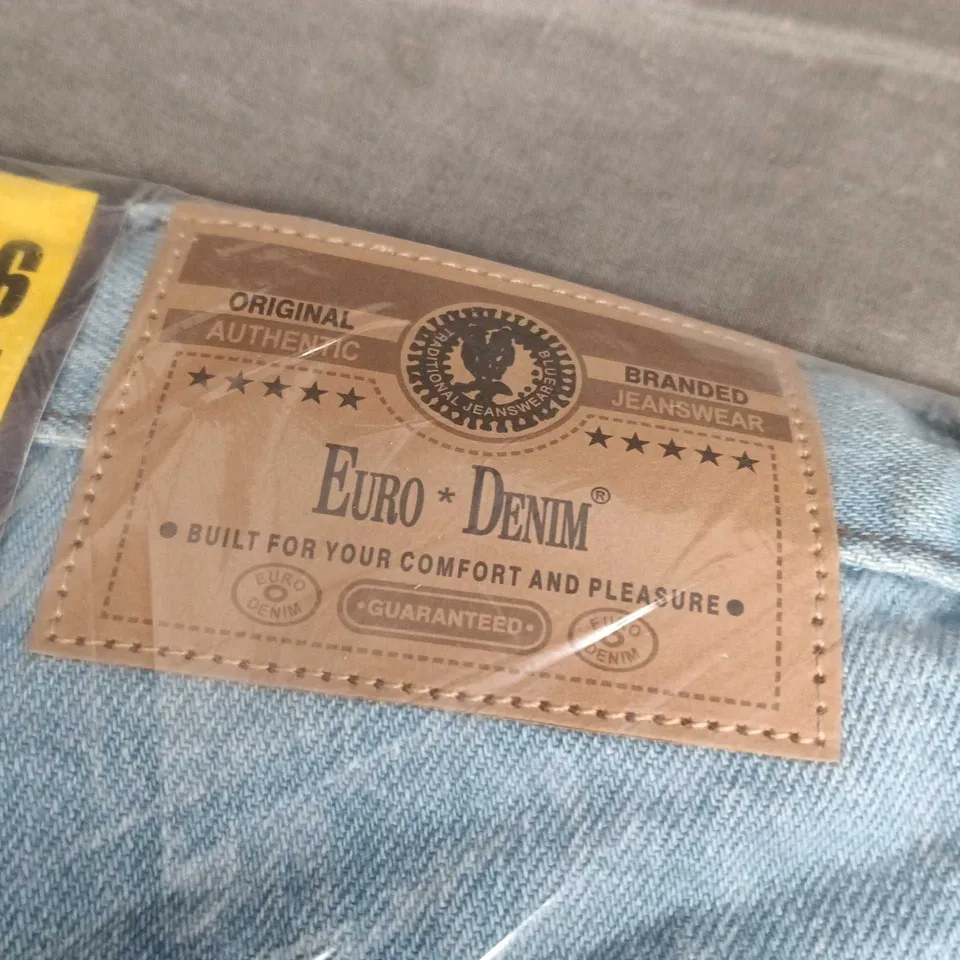 6
ORIGINAL
AUTHENTIC
TRADITIONAL JEANSWEAR
BRANDED
JEANSWEAR
EURO * DENIM®
• BUILT FOR YOUR COMFORT AND PLEASURE •
EURO
DENIM
• GUARANTEED •
EURO
DENIM